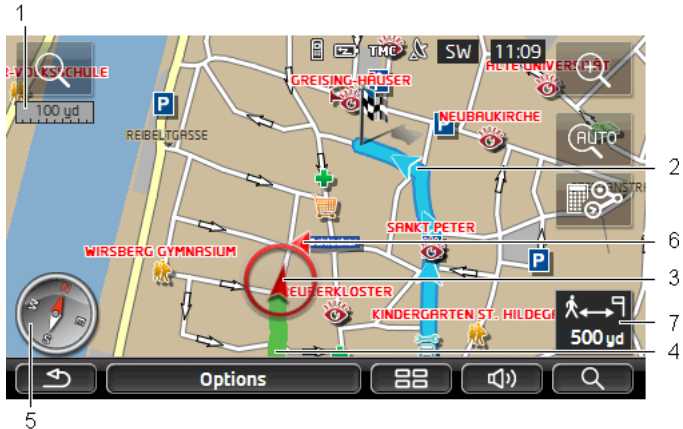 1
TMC SW 11:09
R-VOLKSSCHULE
GREISING-HÄUSER
ALTE UNIVERSITÄT
100 yd
P
P
P
NEUBAUKIRCHE
REIBELTGASSE
AUTO
2
SANKT PETER
6
WIRSBERG GYMNASIUM
P
3
EUERERKLOSTER
KINDERGARTEN ST. HILDEG
N
W
E
S
7
500 yd
4
Options
5